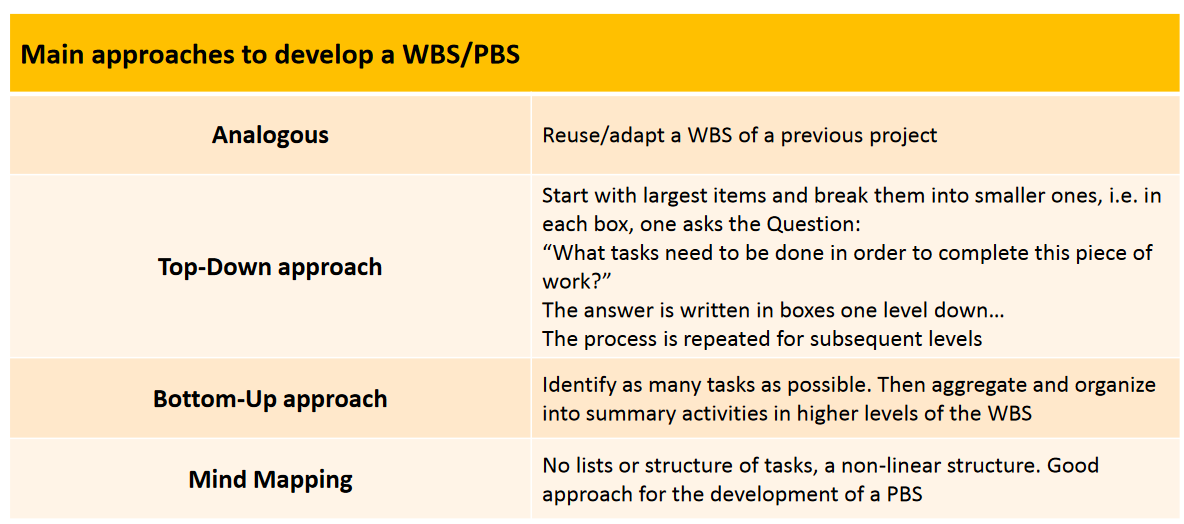 Main approaches to develop a WBS/PBS
Analogous
Reuse/adapt a WBS of a previous project
Top-Down approach
Start with largest items and break them into smaller ones, i.e. in
each box, one asks the Question:
“What tasks need to be done in order to complete this piece of
work?”
The answer is written in boxes one level down…
The process is repeated for subsequent levels
Bottom-Up approach
Identify as many tasks as possible. Then aggregate and organize
into summary activities in higher levels of the WBS
Mind Mapping
No lists or structure of tasks, a non-linear structure. Good
approach for the development of a PBS